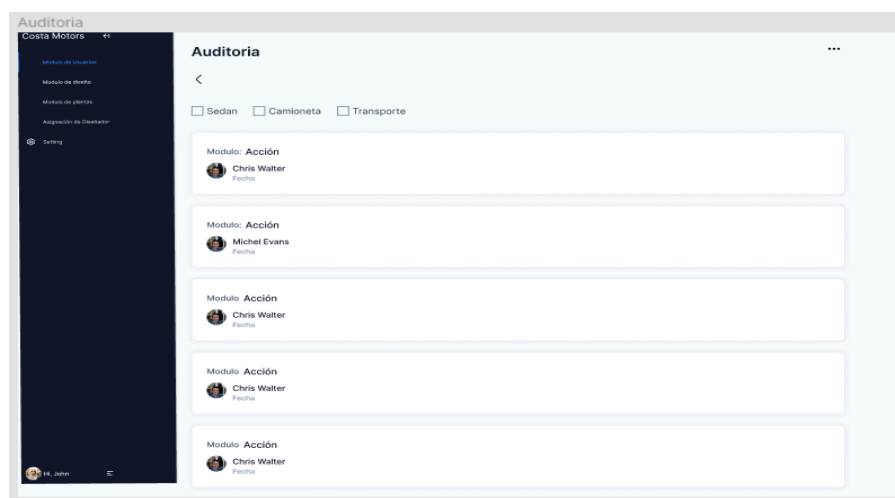 Auditoria
Costa Motors
Modulo de Usuarios
Modulo de diseño
Modulo de plantas
Asignación de Diseñador
Setting
Hi, John
Auditoria
Sedan Camioneta Transporte
Modulo: Acción
Chris Walter
Fecha
Modulo: Acción
Michel Evans
Fecha
Modulo Acción
Chris Walter
Fecha
Modulo Acción
Chris Walter
Fecha
Modulo Acción
Chris Walter
Fecha